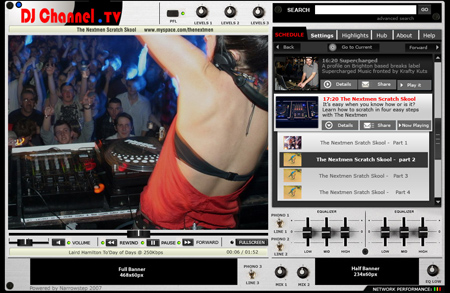 DJ Channel.TV
PFL
LEVELS 1
LEVELS 2
LEVELS 3
SEARCH
GO
advanced search
The Nextmen Scratch Skool
www.myspace.com/thenextmen
SCHEDULE
Settings
Highlights
Hub
About
Help
Back
Go to Current
Forward
16:20 Supercharged
A profile on Brighton based breaks label
Supercharged Music fronted by Krafty Kuts
Details
Share
Play it
17:20 The Nextmen Scratch Skool
It's easy when you know how or is it?
Learn how to scratch in four easy steps
with The Nextmen
Details
Share
Now Playing
The Nextmen Scratch Skool - Part 1
The Nextmen Scratch Skool - part 2
The Nextmen Scratch Skool - Part 3
The Nextmen Scratch Skool - Part 4
PHONO 1
LINE 1
PHONO 2
LINE 2
EQUALIZER
EQUALIZER
LOW
MID
HIGH
LOW
MID
HIGH
VOLUME
REWIND
PAUSE
FORWARD
FULLSCREEN
Laird Hamilton To'Day of Days @ 250Kbps
00:06 / 01:52
Full Banner
468x60px
PHONO 3
LINE 3
MIX 1
MIX 2
Half Banner
234x60px
Powered by Narrowstep 2007
NETWORK PERFORMANCE: